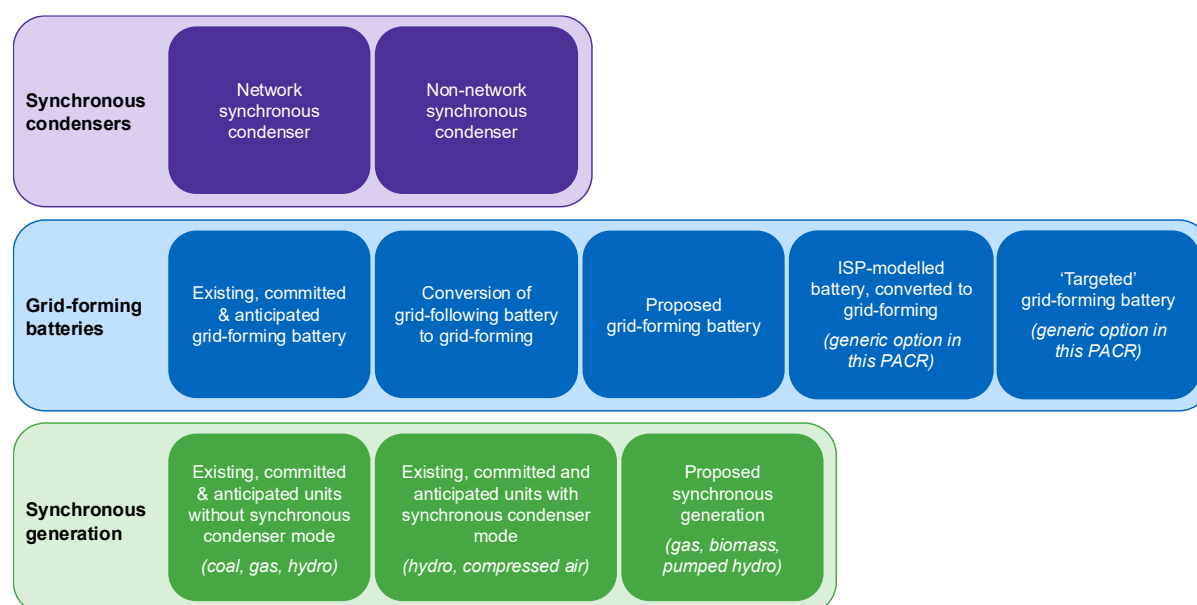 Synchronous
condensers
Network
synchronous
condenser
Non-network
synchronous
condenser
Grid-forming
batteries
Existing, committed
& anticipated
grid-forming battery
Conversion of
grid-following battery
to grid-forming
Proposed
grid-forming battery
ISP-modelled
battery, converted to
grid-forming
(generic option in
this PACR)
‘Targeted’
grid-forming battery
(generic option in
this PACR)
Synchronous
generation
Existing, committed
& anticipated units
without synchronous
condenser mode
(coal, gas, hydro)
Existing, committed and
anticipated units with
synchronous condenser
mode
(hydro, compressed air)
Proposed
synchronous
generation
(gas, biomass,
pumped hydro)